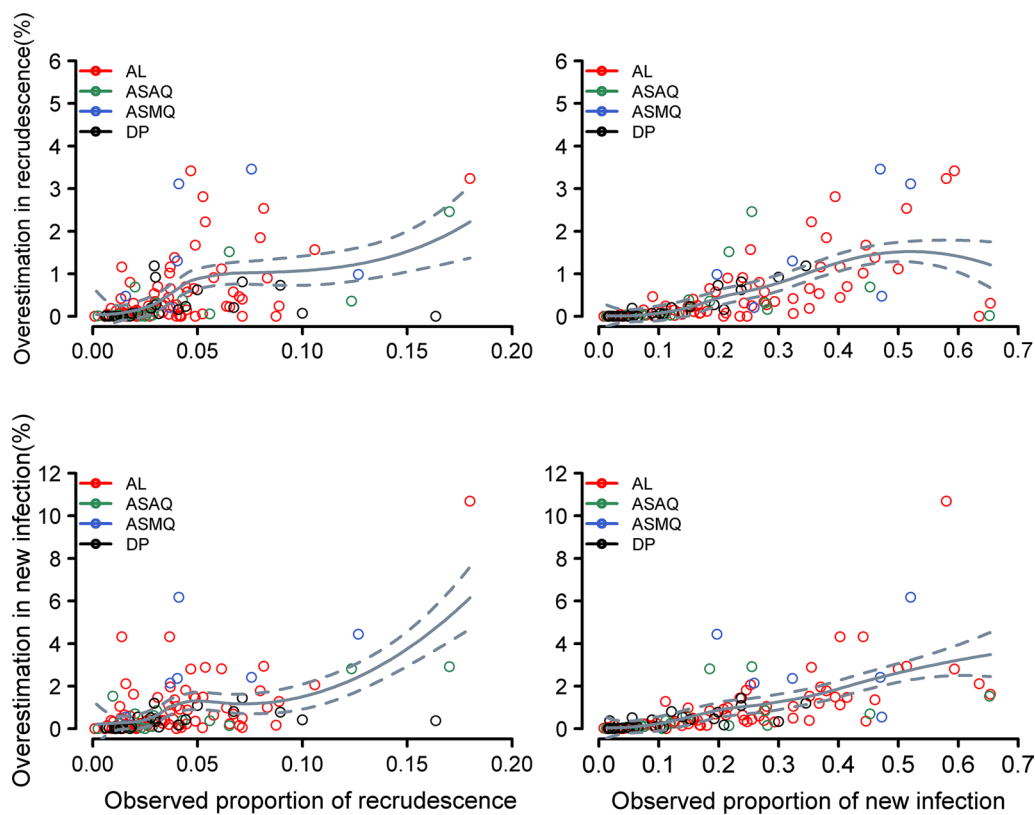 Overestimation in recrudescence(%)
6
5
4
3
2
1
0
AL
ASAQ
ASMQ
DP
0.00 0.05 0.10 0.15 0.20
6
5
4
3
2
1
0
AL
ASAQ
ASMQ
DP
0.0 0.1 0.2 0.3 0.4 0.5 0.6 0.7
Overestimation in new infection(%)
12
10
8
6
4
2
0
AL
ASAQ
ASMQ
DP
0.00 0.05 0.10 0.15 0.20
Observed proportion of recrudescence
12
10
8
6
4
2
0
AL
ASAQ
ASMQ
DP
0.0 0.1 0.2 0.3 0.4 0.5 0.6 0.7
Observed proportion of new infection